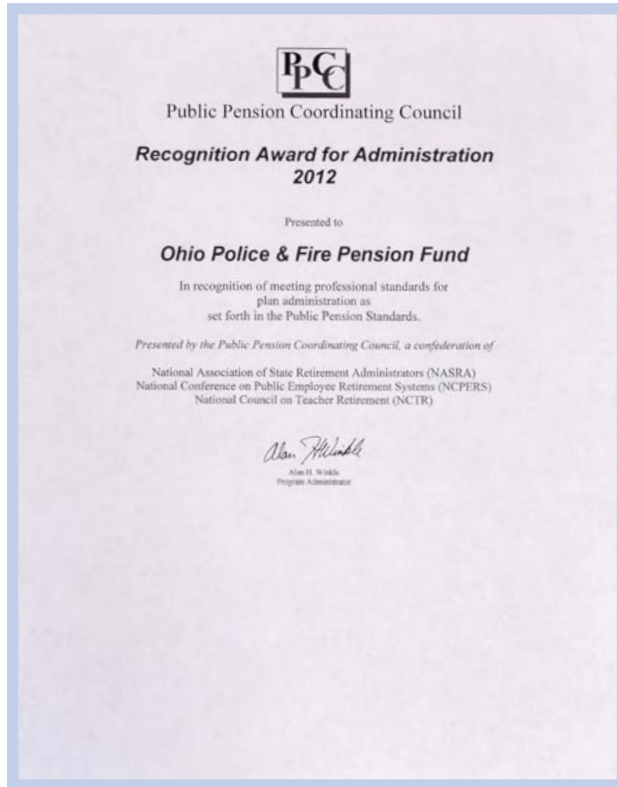 PPCC
Public Pension Coordinating Council
Recognition Award for Administration
2012
Presented to
Ohio Police & Fire Pension Fund
In recognition of meeting professional standards for
plan administration as
set forth in the Public Pension Standards.
Presented by the Public Pension Coordinating Council, a confederation of
National Association of State Retirement Administrators (NASRA)
National Conference on Public Employee Retirement Systems (NCPERS)
National Council on Teacher Retirement (NCTR)
Alan H. Winkle
Alan H. Winkle
Program Administrator